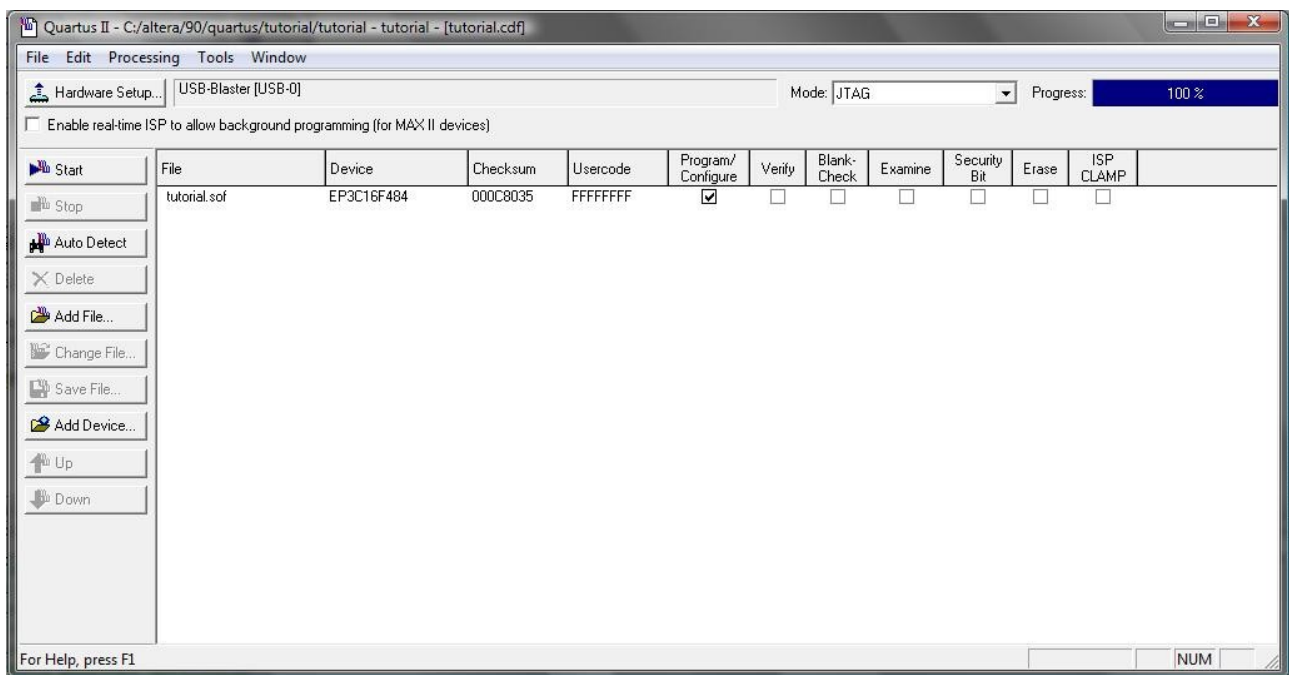 Quartus II - C:/altera/90/quartus/tutorial/tutorial - tutorial - [tutorial.cdf]
File Edit Processing Tools Window
Hardware Setup... USB-Blaster [USB-0] Mode: JTAG Progress: 100 %
Enable real-time ISP to allow background programming (for MAX II devices)
Start
Stop
Auto Detect
Delete
Add File...
Change File...
Save File...
Add Device...
Up
Down
File Device Checksum Usercode Program/ Configure Verify Blank- Check Examine Security Bit Erase ISP CLAMP
tutorial.sof EP3C16F484 000C8035 FFFFFFFF
For Help, press F1 NUM